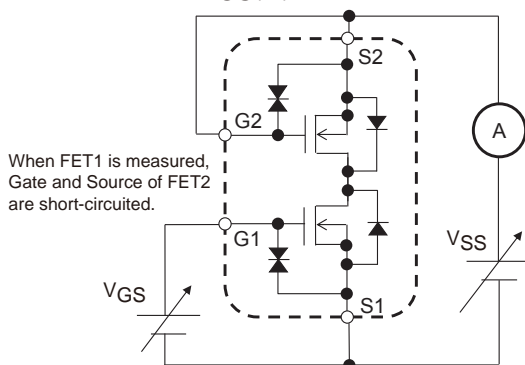 S2
G2
A
When FET1 is measured,
Gate and Source of FET2
are short-circuited.
G1
VSS
VGS
S1